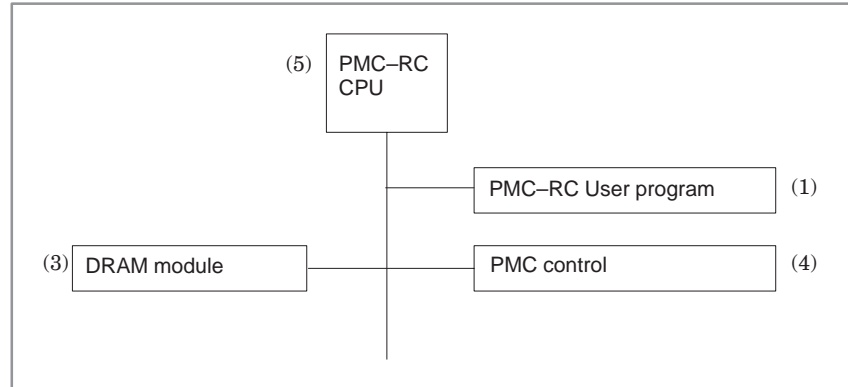 (5) PMC–RC
CPU
PMC–RC User program (1)
(3) DRAM module
PMC control (4)